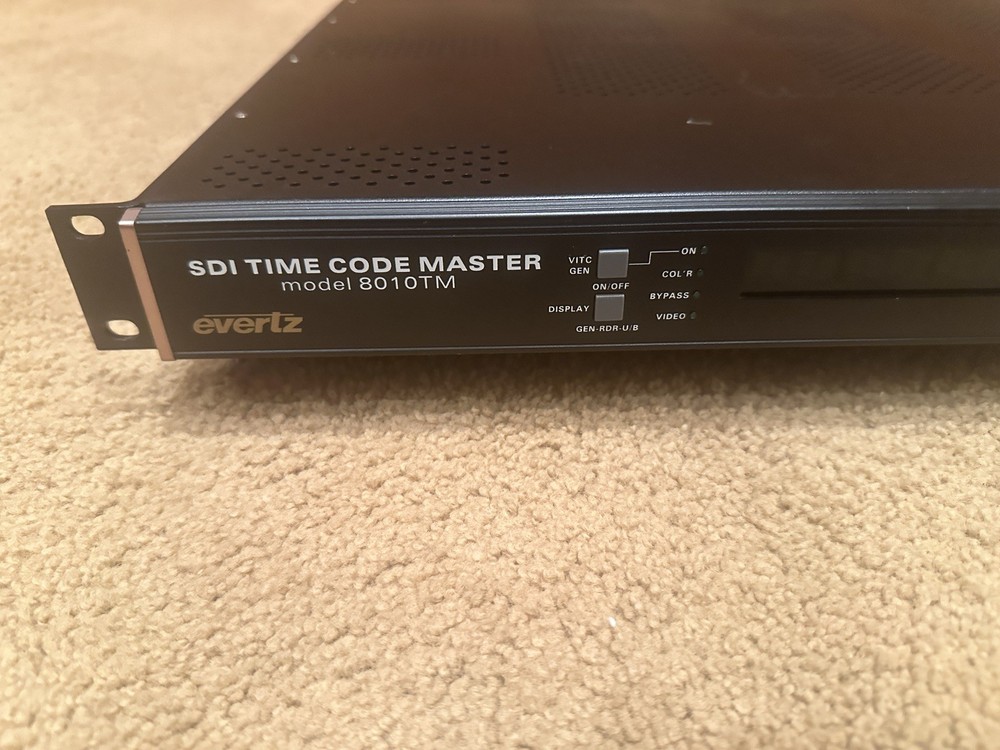 SDI TIME CODE MASTER
model 8010TM
evertz
VITC
GEN
ON/OFF
DISPLAY
GEN-RDR-U/B
ON
COL'R
BYPASS
VIDEO